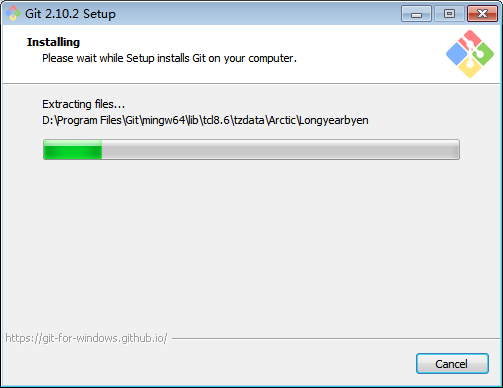 Git 2.10.2 Setup
Installing
Please wait while Setup installs Git on your computer.
Extracting files...
D:\Program Files\Git\mingw64\lib\tcl8.6\tzdata\Arctic\Longyearbyen
https://git-for-windows.github.io/
Cancel